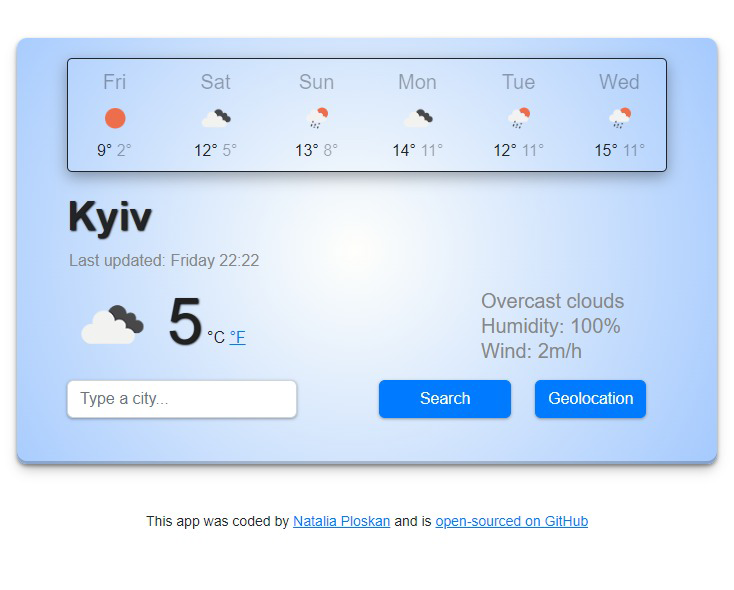 Fri Sat Sun Mon Tue Wed
9° 2° 12° 5° 13° 8° 14° 11° 12° 11° 15° 11°
Kyiv
Last updated: Friday 22:22
5 °C °F
Overcast clouds
Humidity: 100%
Wind: 2m/h
Type a city... Search Geolocation
This app was coded by Natalia Ploskan and is open-sourced on GitHub